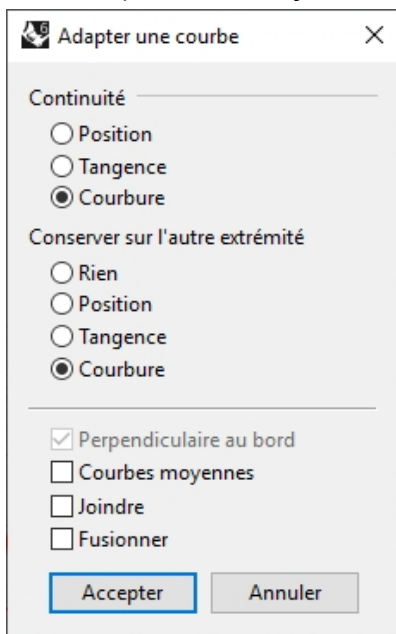 Adapter une courbe
Continuité
Position
Tangence
Courbure
Conserver sur l'autre extrémité
Rien
Position
Tangence
Courbure
Perpendiculaire au bord
Courbes moyennes
Joindre
Fusionner
Accepter Annuler